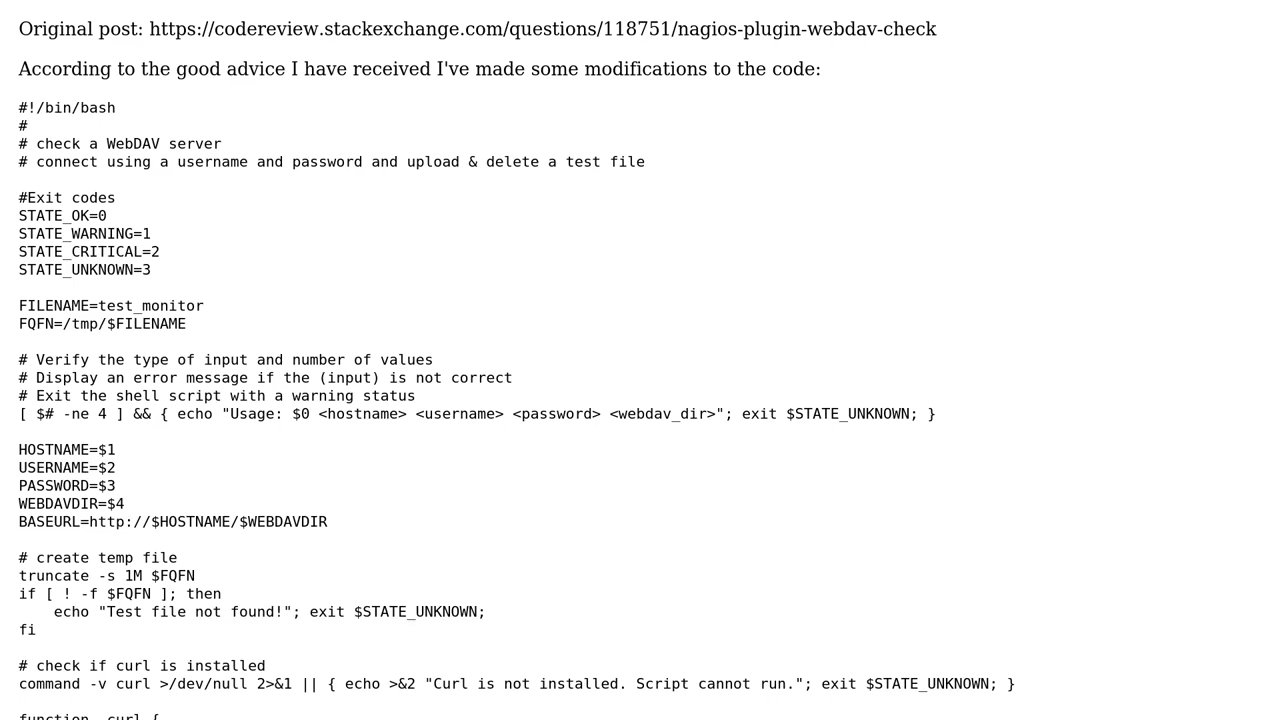 Original post: https://codereview.stackexchange.com/questions/118751/nagios-plugin-webdav-check
According to the good advice I have received I've made some modifications to the code:
#!/bin/bash
#
# check a WebDAV server
# connect using a username and password and upload & delete a test file
#Exit codes
STATE_OK=0
STATE_WARNING=1
STATE_CRITICAL=2
STATE_UNKNOWN=3
FILENAME=test_monitor
FQFN=/tmp/$FILENAME
# Verify the type of input and number of values
# Display an error message if the (input) is not correct
# Exit the shell script with a warning status
[ $# -ne 4 ] && { echo "Usage: $0 <hostname> <username> <password> <webdav_dir>"; exit $STATE_UNKNOWN; }
HOSTNAME=$1
USERNAME=$2
PASSWORD=$3
WEBDAVDIR=$4
BASEURL=http://$HOSTNAME/$WEBDAVDIR
# create temp file
truncate -s 1M $FQFN
if [ ! -f $FQFN ]; then
    echo "Test file not found!"; exit $STATE_UNKNOWN;
fi
# check if curl is installed
command -v curl >/dev/null 2>&1 || { echo >&2 "Curl is not installed. Script cannot run."; exit $STATE_UNKNOWN; }
function curl {